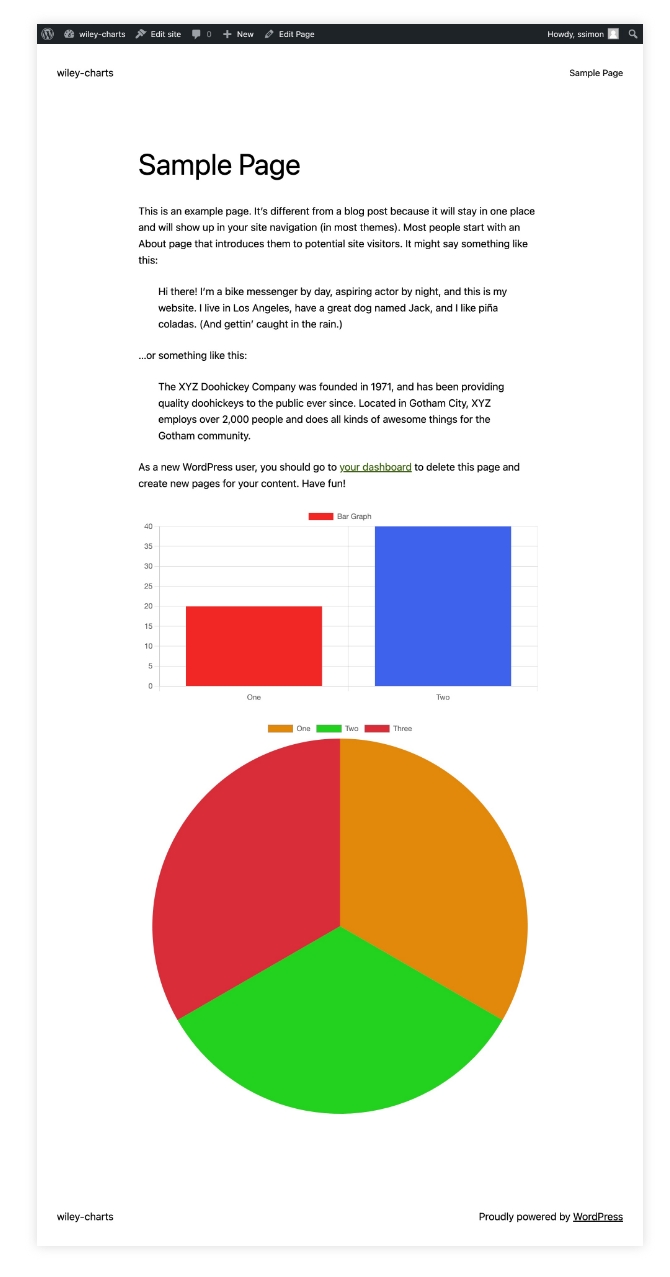 wiley-charts Edit site 0 New Edit Page Howdy, ssimon
wiley-charts Sample Page
Sample Page
This is an example page. It's different from a blog post because it will stay in one place
and will show up in your site navigation (in most themes). Most people start with an
About page that introduces them to potential site visitors. It might say something like
this:
Hi there! I'm a bike messenger by day, aspiring actor by night, and this is my
website. I live in Los Angeles, have a great dog named Jack, and I like piña
coladas. (And gettin' caught in the rain.)
...or something like this:
The XYZ Doohickey Company was founded in 1971, and has been providing
quality doohickeys to the public ever since. Located in Gotham City, XYZ
employs over 2,000 people and does all kinds of awesome things for the
Gotham community.
As a new WordPress user, you should go to your dashboard to delete this page and
create new pages for your content. Have fun!
Bar Graph
40
35
30
25
20
15
10
5
0
One Two
One Two Three
wiley-charts Proudly powered by WordPress